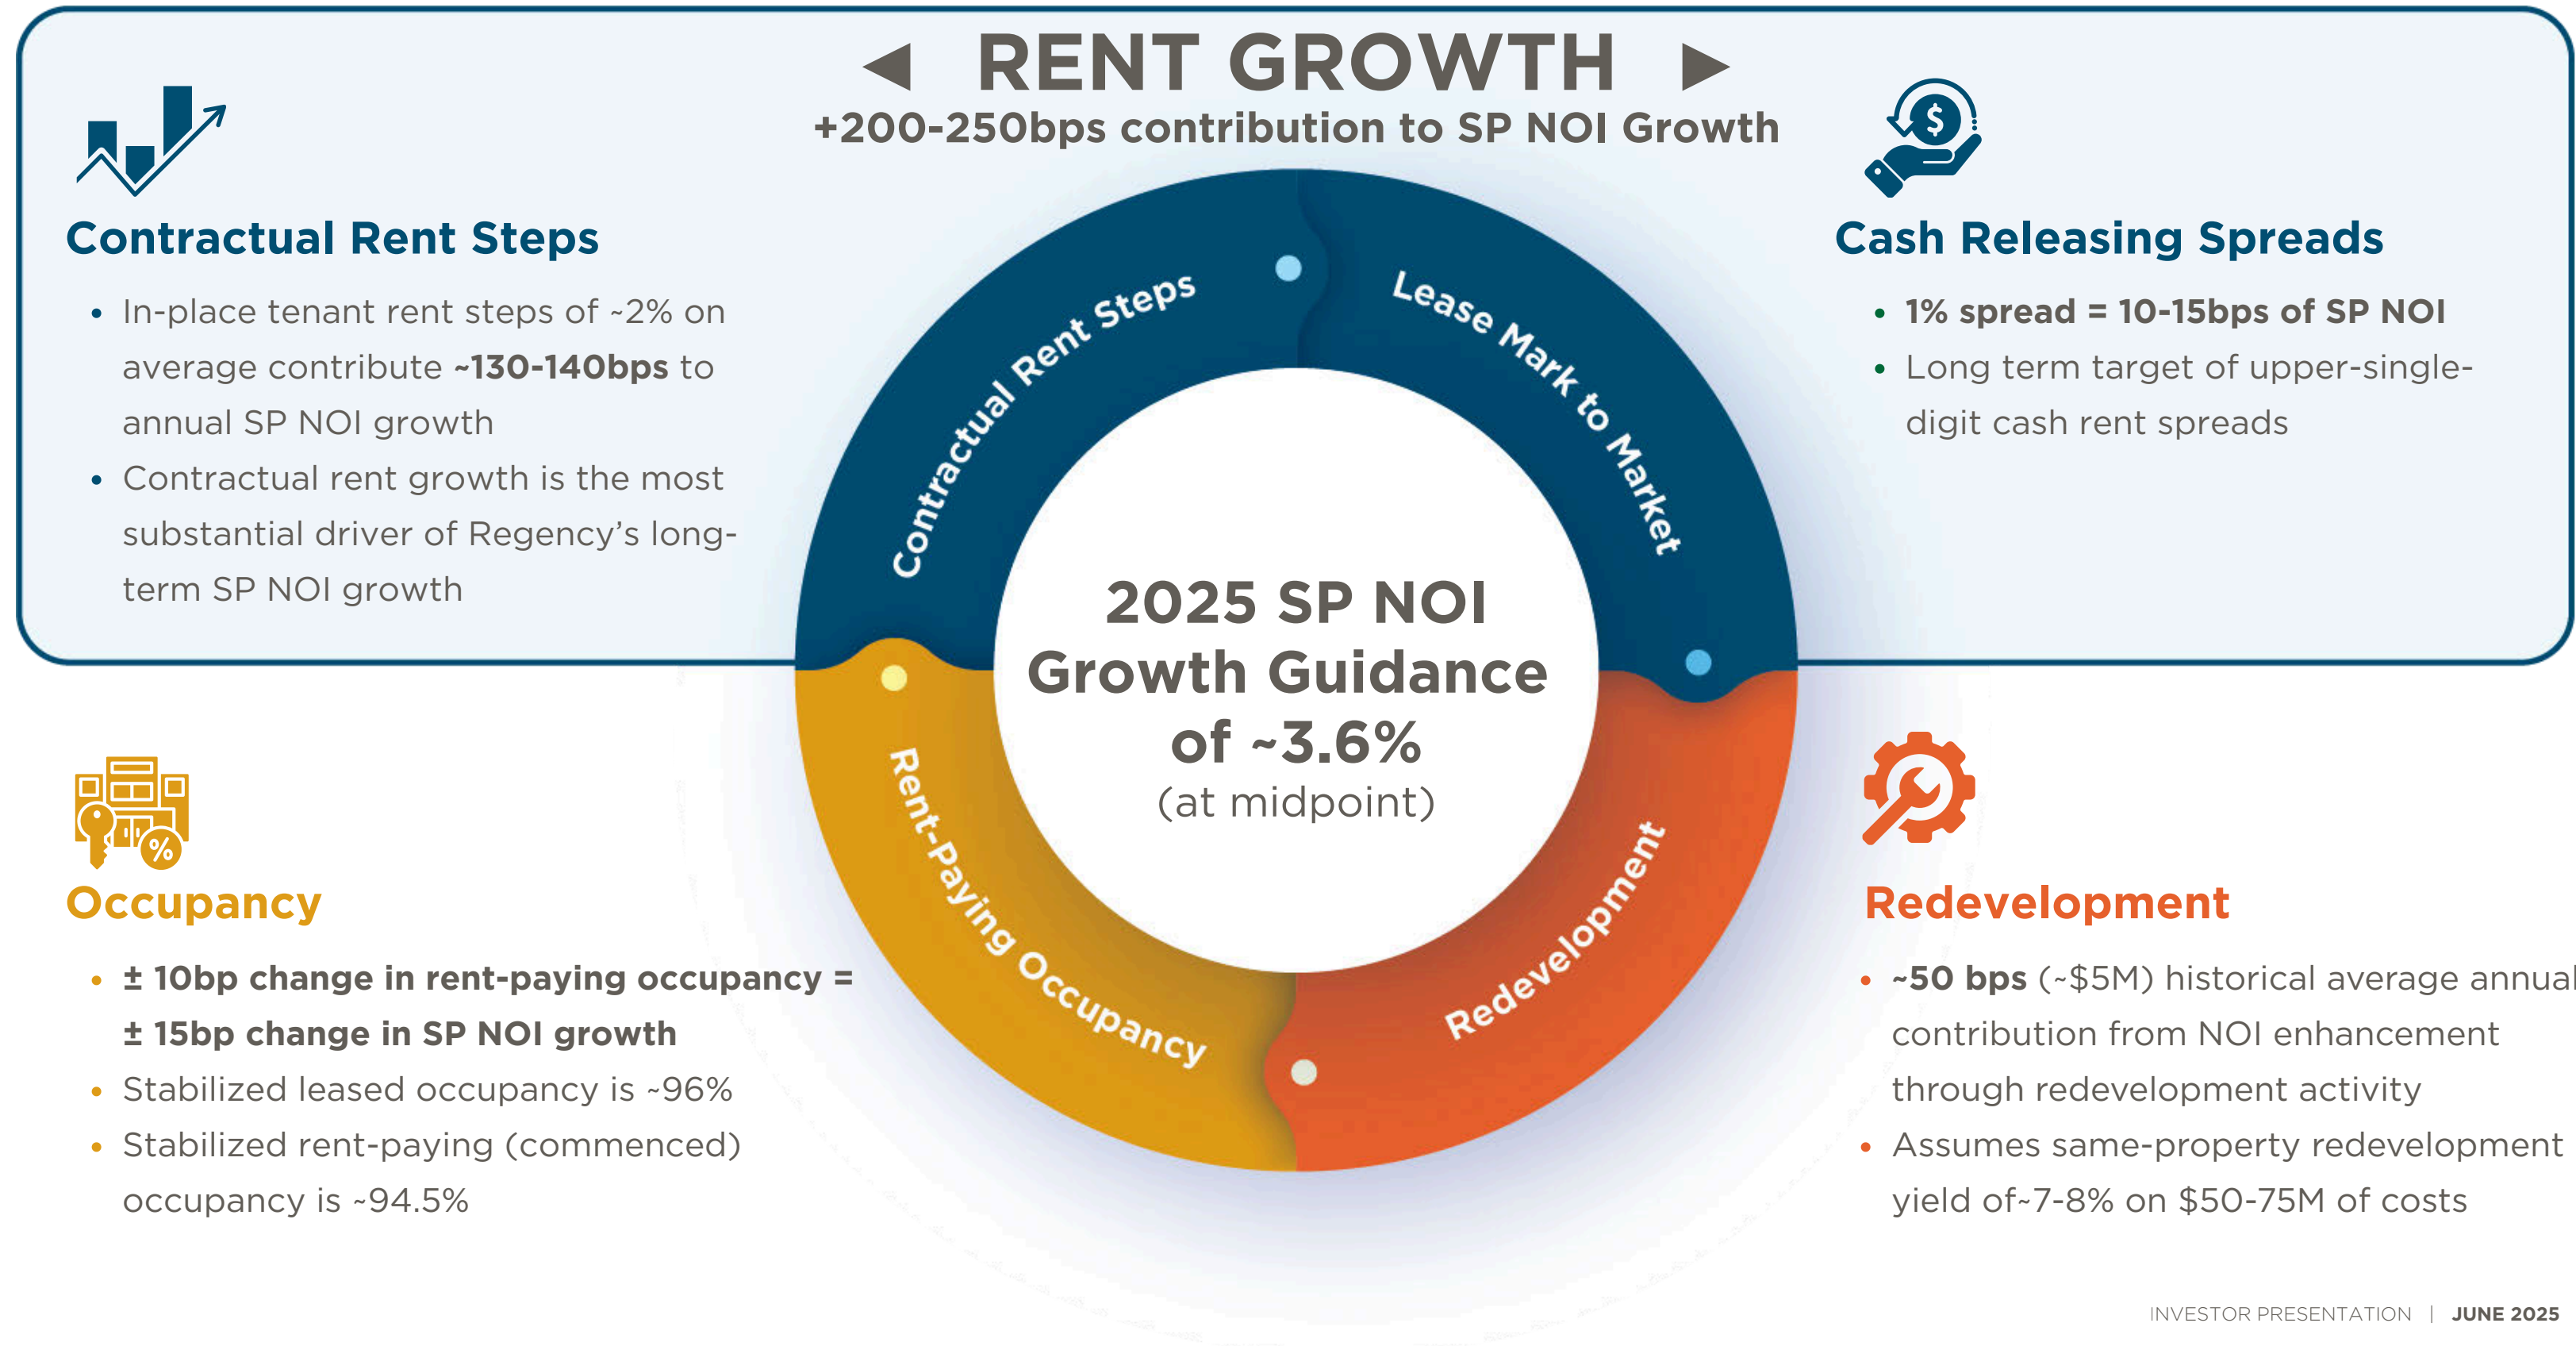 ◄ RENT GROWTH ►
+200-250bps contribution to SP NOI Growth
Contractual Rent Steps
• In-place tenant rent steps of ~2% on
average contribute ~130-140bps to
annual SP NOI growth
• Contractual rent growth is the most
substantial driver of Regency’s long-
term SP NOI growth
Cash Releasing Spreads
• 1% spread = 10-15bps of SP NOI
• Long term target of upper-single-
digit cash rent spreads
Contractual Rent Steps
Lease Mark to Market
2025 SP NOI
Growth Guidance
of ~3.6%
(at midpoint)
Rent-Paying Occupancy
Redevelopment
%
$
Occupancy
• ± 10bp change in rent-paying occupancy =
± 15bp change in SP NOI growth
• Stabilized leased occupancy is ~96%
• Stabilized rent-paying (commenced)
occupancy is ~94.5%
Redevelopment
• ~50 bps (~$5M) historical average annual
contribution from NOI enhancement
through redevelopment activity
• Assumes same-property redevelopment
yield of~7-8% on $50-75M of costs
INVESTOR PRESENTATION | JUNE 2025